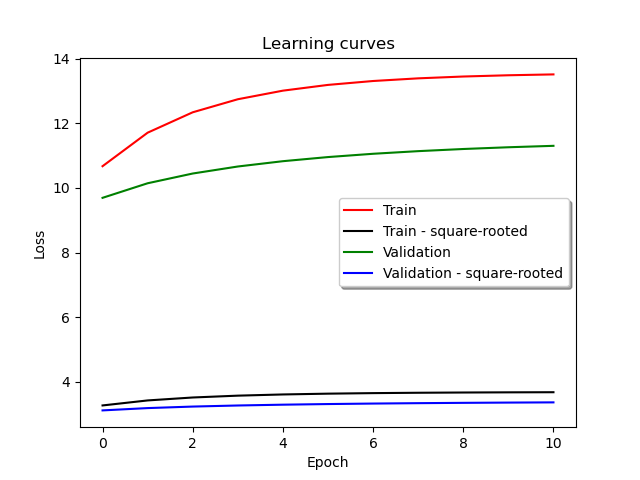 Learning curves
Loss
14
12
10
8
6
4
Train
Train - square-rooted
Validation
Validation - square-rooted
0 2 4 6 8 10
Epoch